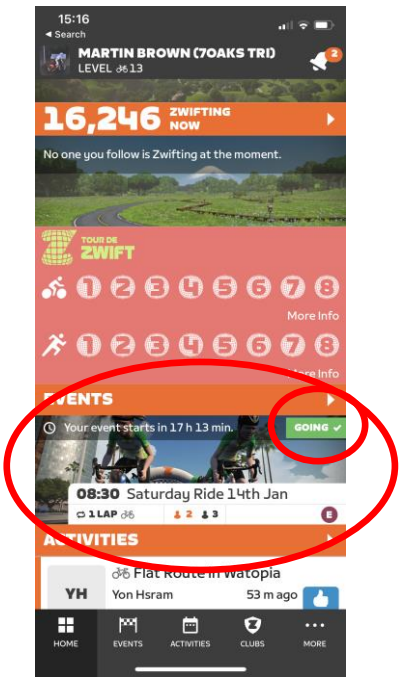 15:16
◂ Search
MARTIN BROWN (7OAKS TRI)
LEVEL 13
2
16,246 ZWIFTING NOW
No one you follow is Zwifting at the moment.
TOUR DE
ZWIFT
1 2 3 4 5 6 7 8
More Info
1 2 3 4 5 6 7 8
More Info
EVENTS
Your event starts in 17 h 13 min.
GOING ✓
08:30 Saturday Ride 14th Jan
1 LAP 2 3 E
ACTIVITIES
Flat Route in Watopia
YH Yon Hsram 53 m ago
HOME EVENTS ACTIVITIES CLUBS MORE